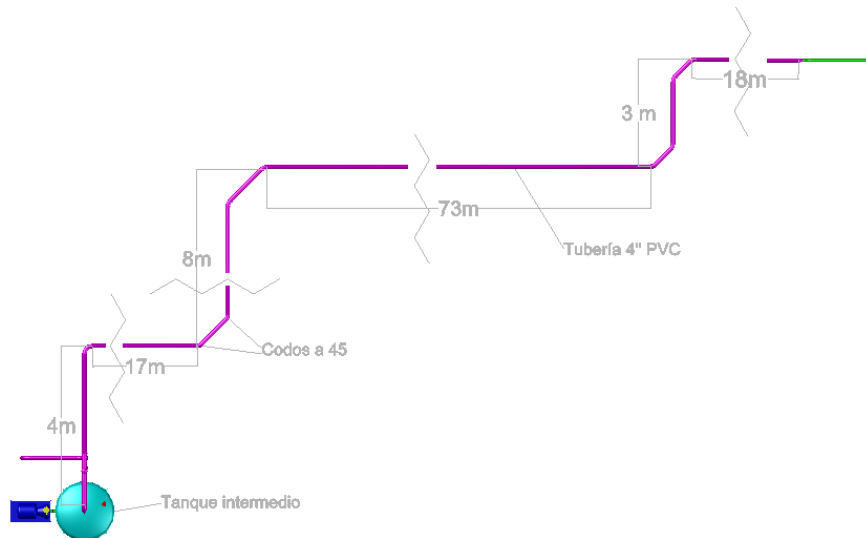 18m
3 m
73m
Tubería 4" PVC
8m
Codos a 45
17m
4m
Tanque intermedio